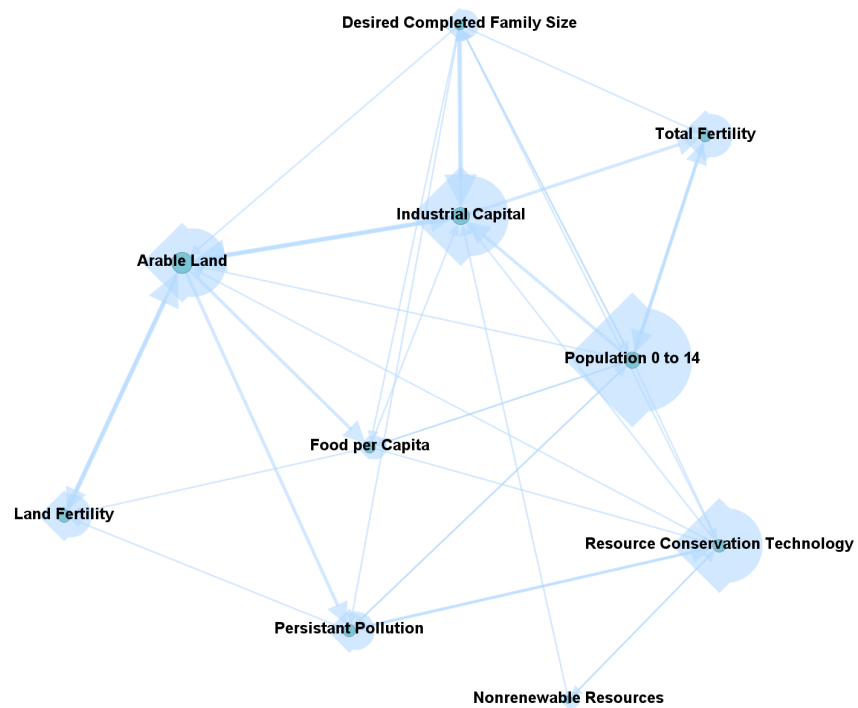 Desired Completed Family Size
Total Fertility
Industrial Capital
Arable Land
Population 0 to 14
Food per Capita
Land Fertility
Resource Conservation Technology
Persistant Pollution
Nonrenewable Resources